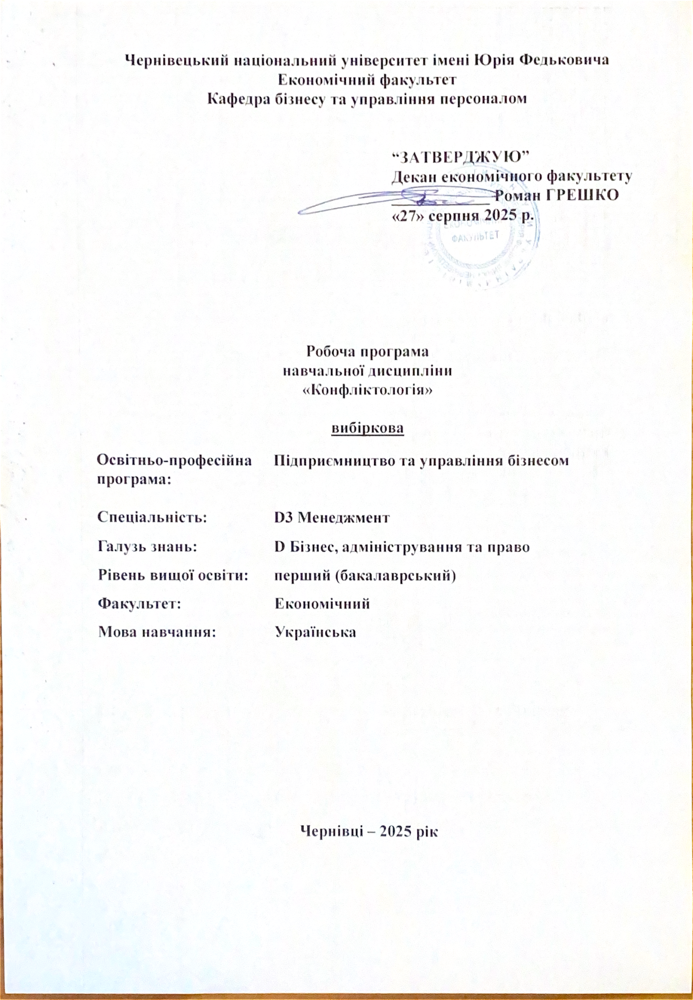 Чернівецький національний університет імені Юрія Федьковича
Економічний факультет
Кафедра бізнесу та управління персоналом
“ЗАТВЕРДЖУЮ”
Декан економічного факультету
Роман ГРЕШКО
«27» серпня 2025 р.
ФАКУЛЬТЕТ
Робоча програма
навчальної дисципліни
«Конфліктологія»
вибіркова
Освітньо-професійна Підприємництво та управління бізнесом
програма:
Спеціальність: D3 Менеджмент
Галузь знань: D Бізнес, адміністрування та право
Рівень вищої освіти: перший (бакалаврський)
Факультет: Економічний
Мова навчання: Українська
Чернівці – 2025 рік